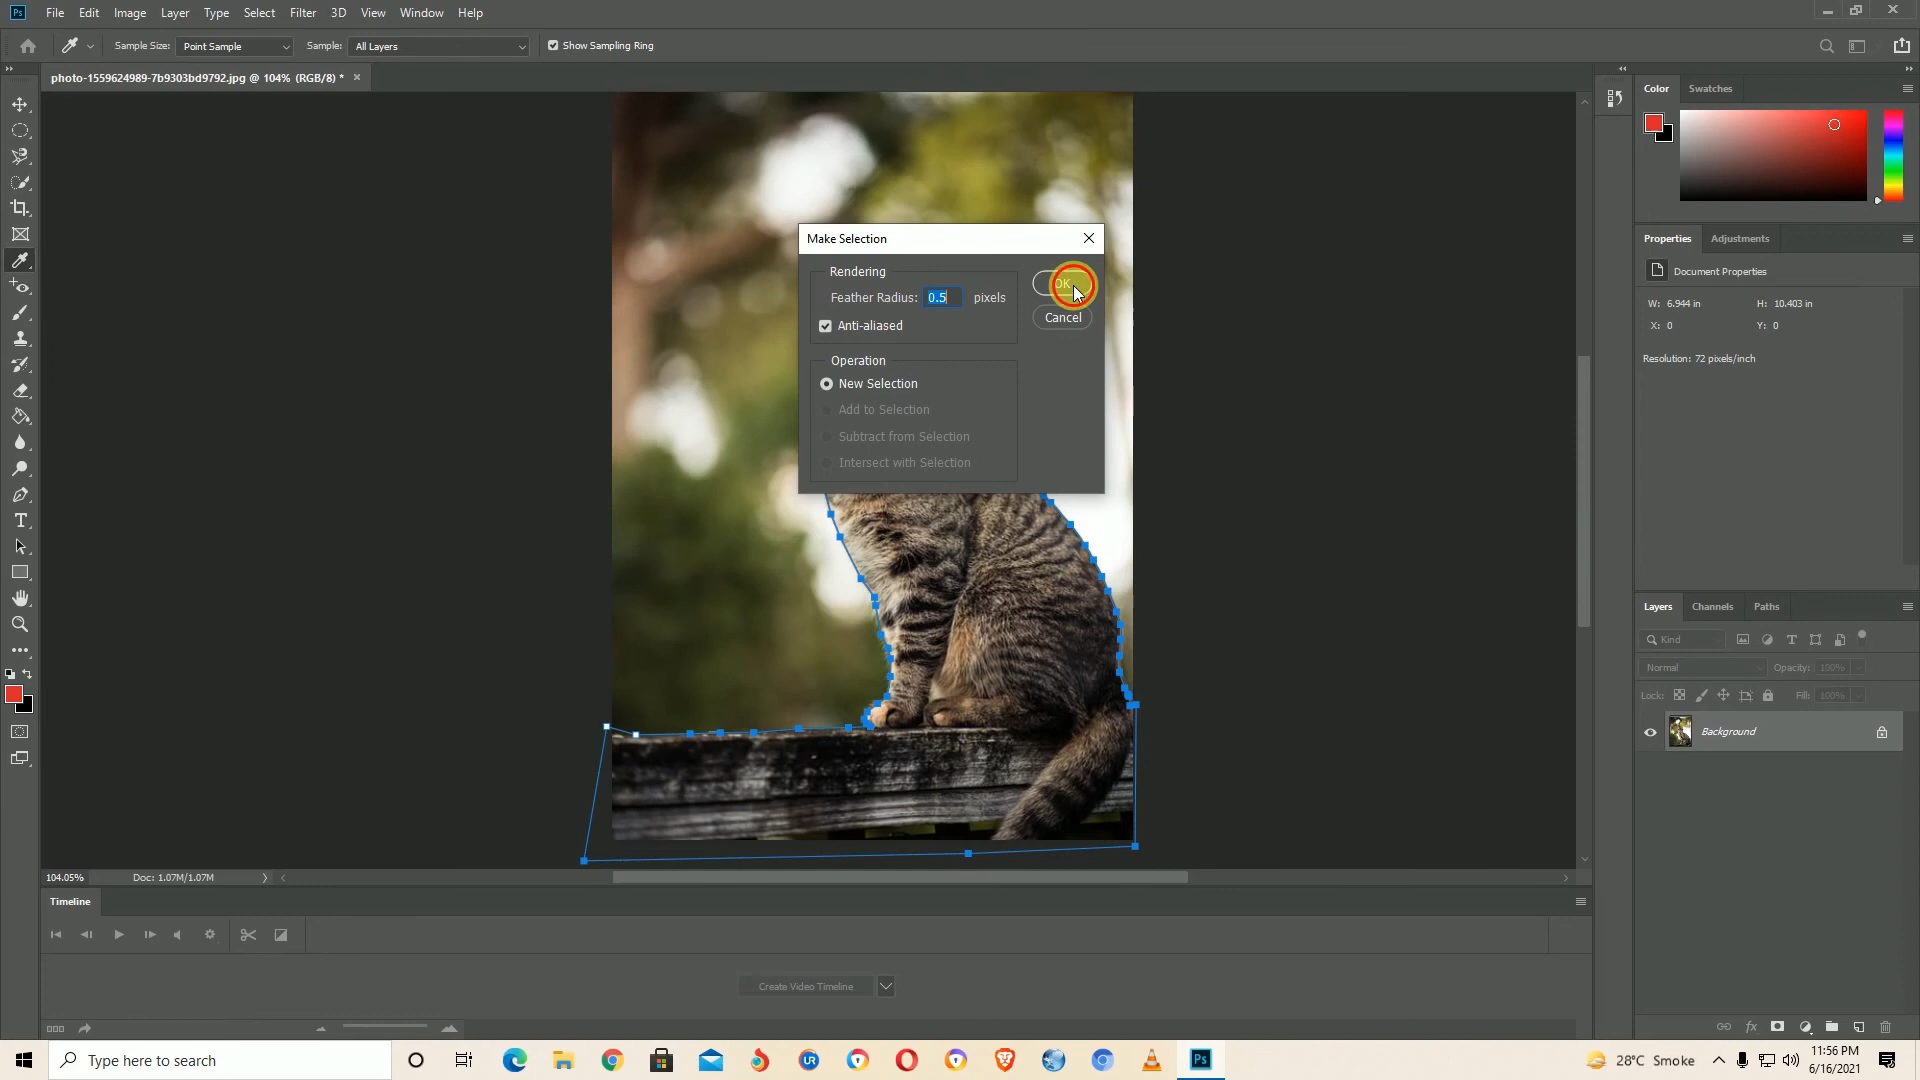 Ps File Edit Image Layer Type Select Filter 3D View Window Help
Sample Size: Point Sample Sample: All Layers Show Sampling Ring
photo-1559624989-7b9303bd9792.jpg @ 104% (RGB/8) * ×
Color Swatches
Make Selection
Rendering
Feather Radius: 0.5 pixels
OK
Cancel
Anti-aliased
Operation
New Selection
Add to Selection
Subtract from Selection
Intersect with Selection
Properties Adjustments
Document Properties
W: 6.944 in H: 10.403 in
X: 0 Y: 0
Resolution: 72 pixels/inch
Layers Channels Paths
Kind
Normal Opacity: 100%
Lock: Fill: 100%
Background
104.05% Doc: 1.07M/1.07M
Timeline
Create Video Timeline
Type here to search
UR
Ps
28°C Smoke
11:56 PM
6/16/2021